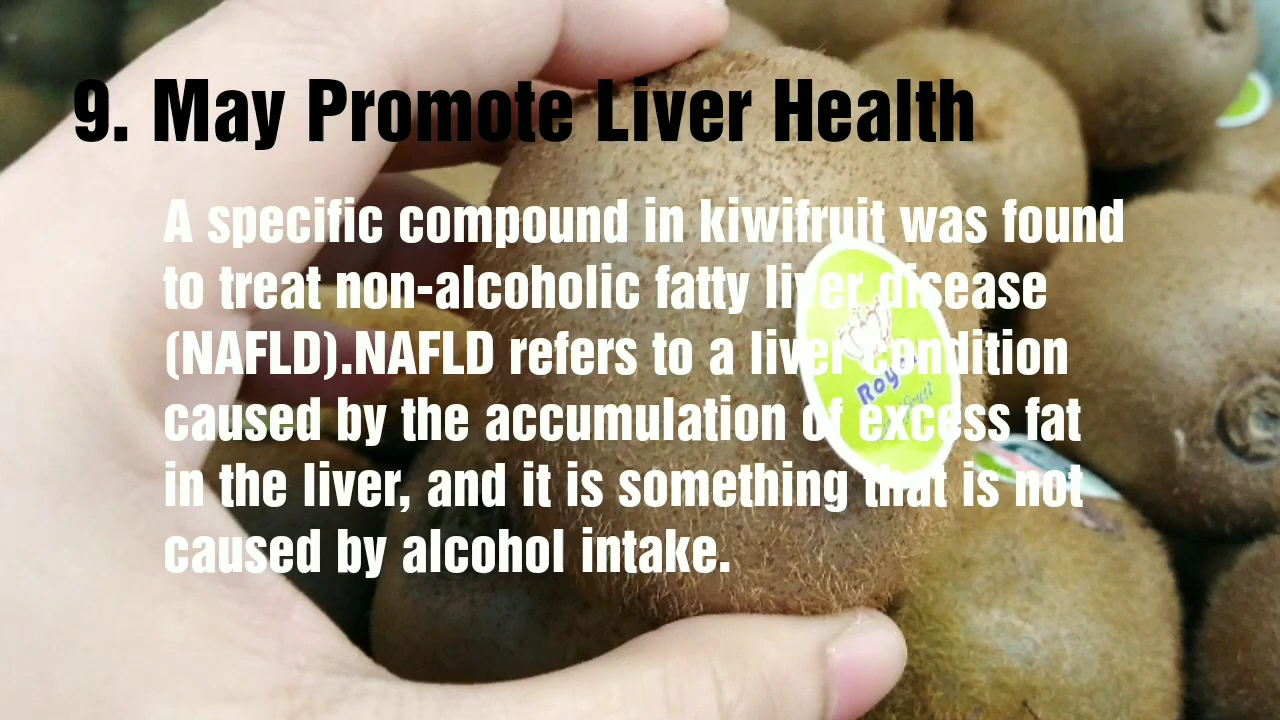 9. May Promote Liver Health
A specific compound in kiwifruit was found
to treat non-alcoholic fatty liver disease
(NAFLD).NAFLD refers to a liver condition
caused by the accumulation of excess fat
in the liver, and it is something that is not
caused by alcohol intake.